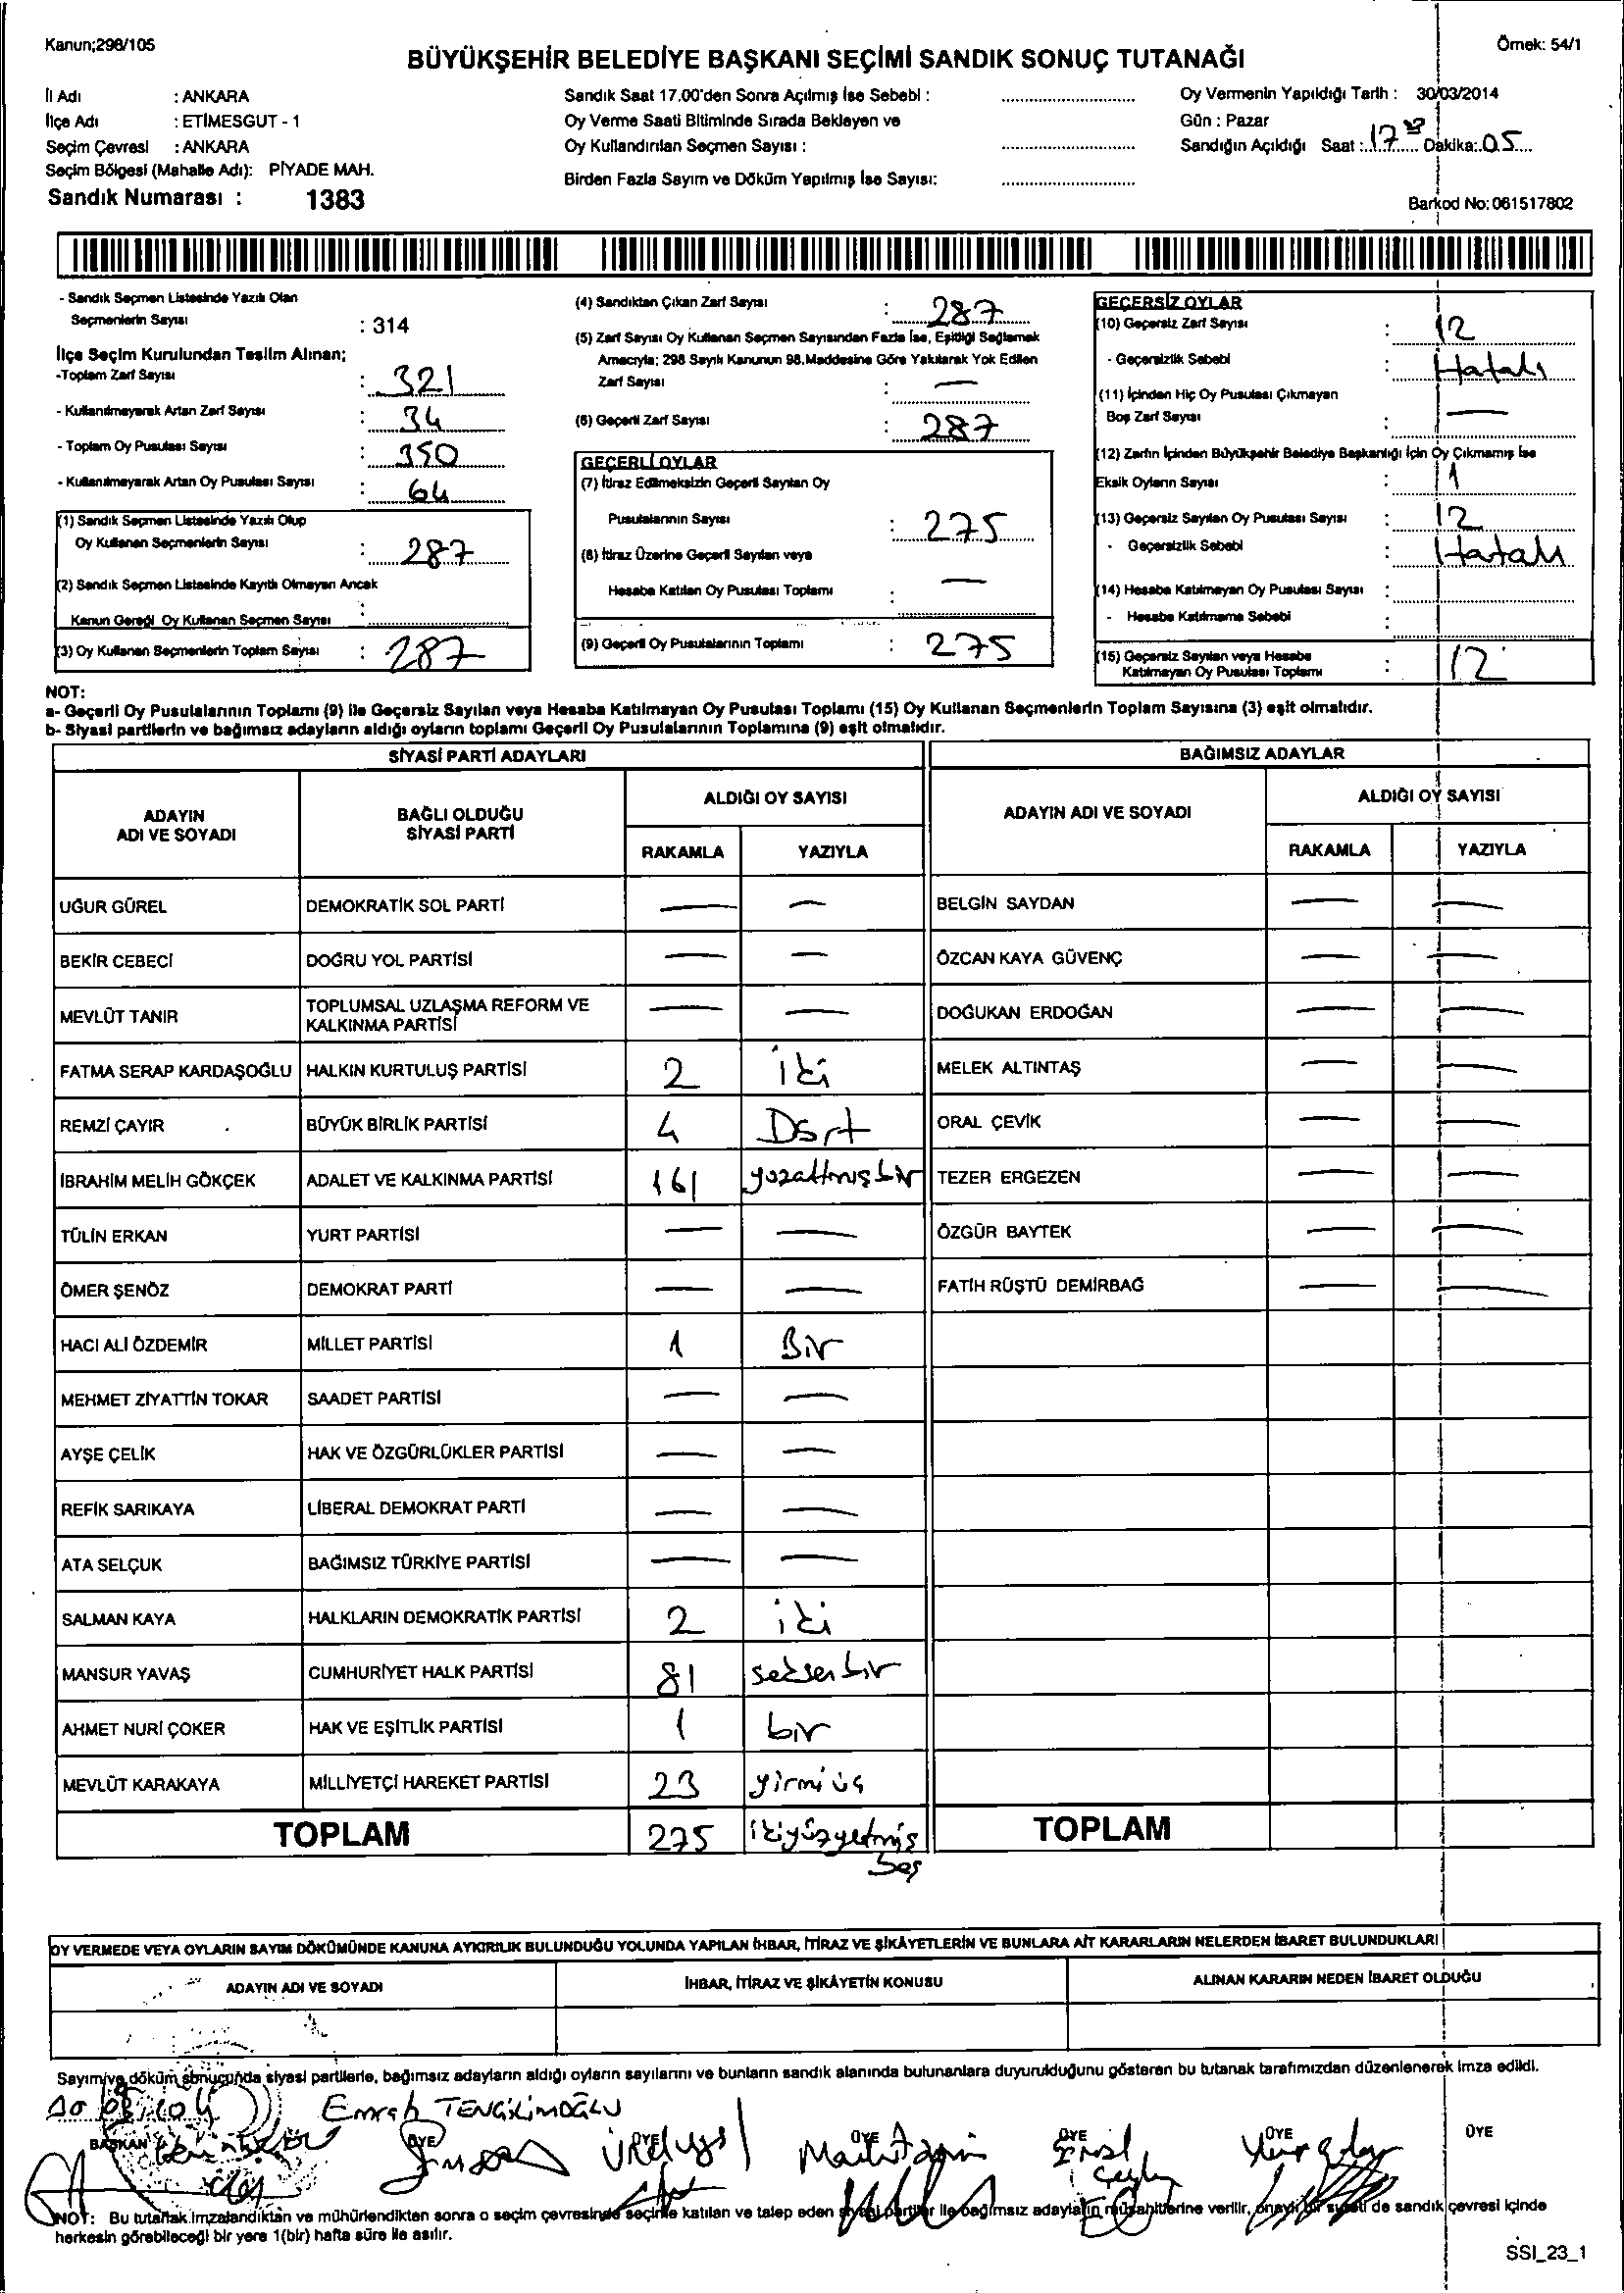 Kanun;298/105
Örnek: 54/1
BÜYÜKŞEHİR BELEDİYE BAŞKANI SEÇİMİ SANDIK SONUÇ TUTANAĞI
İl Adı : ANKARA
İlçe Adı : ETİMESGUT - 1
Seçim Çevresi : ANKARA
Seçim Bölgesi (Mahalle Adı): PİYADE MAH.
Sandık Numarası : 1383
Sandık Saat 17.00'den Sonra Açılmış İse Sebebi :
Oy Verme Saati Bitiminde Sırada Bekleyen ve
Oy Kullandırılan Seçmen Sayısı :
Birden Fazla Sayım ve Döküm Yapılmış İse Sayısı:
Oy Vermenin Yapıldığı Tarih : 30/03/2014
Gün : Pazar
Sandığın Açıldığı Saat : 17 Dakika: 05
Barkod No: 061517802
- Sandık Seçmen Listesinde Yazılı Olan
Seçmenlerin Sayısı : 314
İlçe Seçim Kurulundan Teslim Alınan;
-Toplam Zarf Sayısı : 321
- Kullanılmayarak Artan Zarf Sayısı : 34
- Toplam Oy Pusulası Sayısı : 350
- Kullanılmayarak Artan Oy Pusulası Sayısı : 64
(1) Sandık Seçmen Listesinde Yazılı Olup
Oy Kullanan Seçmenlerin Sayısı : 287
(2) Sandık Seçmen Listesinde Kayıtlı Olmayan Ancak
Kanun Gereği Oy Kullanan Seçmen Sayısı :
(3) Oy Kullanan Seçmenlerin Toplam Sayısı : 287
(4) Sandıktan Çıkan Zarf Sayısı : 287
(5) Zarf Sayısı Oy Kullanan Seçmen Sayısından Fazla İse, Eşitliği Sağlamak
Amacıyla; 298 Sayılı Kanunun 98.Maddesine Göre Yakılarak Yok Edilen
Zarf Sayısı : —
(6) Geçerli Zarf Sayısı : 287
GEÇERLİ OYLAR
(7) İtiraz Edilmeksizin Geçerli Sayılan Oy
Pusulalarının Sayısı : 275
(8) İtiraz Üzerine Geçerli Sayılan veya
Hesaba Katılan Oy Pusulası Toplamı : —
(9) Geçerli Oy Pusulalarının Toplamı : 275
GEÇERSİZ OYLAR
(10) Geçersiz Zarf Sayısı : 12
- Geçersizlik Sebebi : Hatalı
(11) İçinden Hiç Oy Pusulası Çıkmayan
Boş Zarf Sayısı : —
(12) Zarfın İçinden Büyükşehir Belediye Başkanlığı İçin Oy Çıkmamış İse
Eksik Oyların Sayısı : 1
(13) Geçersiz Sayılan Oy Pusulası Sayısı : 12
- Geçersizlik Sebebi : Hatalı
(14) Hesaba Katılmayan Oy Pusulası Sayısı :
- Hesaba Katılmama Sebebi :
(15) Geçersiz Sayılan veya Hesaba
Katılmayan Oy Pusulası Toplamı : 12
NOT:
a- Geçerli Oy Pusulalarının Toplamı (9) ile Geçersiz Sayılan veya Hesaba Katılmayan Oy Pusulası Toplamı (15) Oy Kullanan Seçmenlerin Toplam Sayısına (3) eşit olmalıdır.
b- Siyasi partilerin ve bağımsız adayların aldığı oyların toplamı Geçerli Oy Pusulalarının Toplamına (9) eşit olmalıdır.
SİYASİ PARTİ ADAYLARI BAĞIMSIZ ADAYLAR
ADAYIN ADI VE SOYADI BAĞLI OLDUĞU SİYASİ PARTİ ALDIĞI OY SAYISI ADAYIN ADI VE SOYADI ALDIĞI OY SAYISI
RAKAMLA YAZIYLA RAKAMLA YAZIYLA
UĞUR GÜREL DEMOKRATİK SOL PARTİ — — BELGİN SAYDAN — —
BEKİR CEBECİ DOĞRU YOL PARTİSİ — — ÖZCAN KAYA GÜVENÇ — —
MEVLÜT TANIR TOPLUMSAL UZLAŞMA REFORM VE KALKINMA PARTİSİ — — DOĞUKAN ERDOĞAN — —
FATMA SERAP KARDAŞOĞLU HALKIN KURTULUŞ PARTİSİ 2 iki MELEK ALTINTAŞ — —
REMZİ ÇAYIR BÜYÜK BİRLİK PARTİSİ 4 Dört ORAL ÇEVİK — —
İBRAHİM MELİH GÖKÇEK ADALET VE KALKINMA PARTİSİ 161 yüzaltmışbir TEZER ERGEZEN — —
TÜLİN ERKAN YURT PARTİSİ — — ÖZGÜR BAYTEK — —
ÖMER ŞENÖZ DEMOKRAT PARTİ — — FATİH RÜŞTÜ DEMİRBAĞ — —
HACI ALİ ÖZDEMİR MİLLET PARTİSİ 1 Bir
MEHMET ZİYATTİN TOKAR SAADET PARTİSİ — —
AYŞE ÇELİK HAK VE ÖZGÜRLÜKLER PARTİSİ — —
REFİK SARIKAYA LİBERAL DEMOKRAT PARTİ — —
ATA SELÇUK BAĞIMSIZ TÜRKİYE PARTİSİ — —
SALMAN KAYA HALKLARIN DEMOKRATİK PARTİSİ 2 iki
MANSUR YAVAŞ CUMHURİYET HALK PARTİSİ 81 seksenbir
AHMET NURİ ÇOKER HAK VE EŞİTLİK PARTİSİ 1 bir
MEVLÜT KARAKAYA MİLLİYETÇİ HAREKET PARTİSİ 23 yirmiüç
TOPLAM 275 ikiyüzyetmiş beş TOPLAM
OY VERMEDE VEYA OYLARIN SAYIM DÖKÜMÜNDE KANUNA AYKIRILIK BULUNDUĞU YOLUNDA YAPILAN İHBAR, İTİRAZ VE ŞİKÂYETLERİN VE BUNLARA AİT KARARLARIN NELERDEN İBARET BULUNDUKLARI
ADAYIN ADI VE SOYADI İHBAR, İTİRAZ VE ŞİKÂYETİN KONUSU ALINAN KARARIN NEDEN İBARET OLDUĞU
Sayım ve döküm sonucunda siyasi partilerle, bağımsız adayların aldığı oyların sayılarını ve bunların sandık alanında bulunanlara duyurulduğunu gösteren bu tutanak tarafımızdan düzenlenerek imza edildi.
Emrah TENGİLİMOĞLU
BAŞKAN ÜYE ÜYE ÜYE ÜYE ÜYE ÜYE
NOT: Bu tutanak imzalandıktan ve mühürlendikten sonra o seçim çevresinde seçime katılan ve talep eden siyasi partiler ile bağımsız adayların müşahitlerine verilir, onaylı bir sureti de sandık çevresi içinde
herkesin görebileceği bir yere 1(bir) hafta süre ile asılır.
SSI_23_1